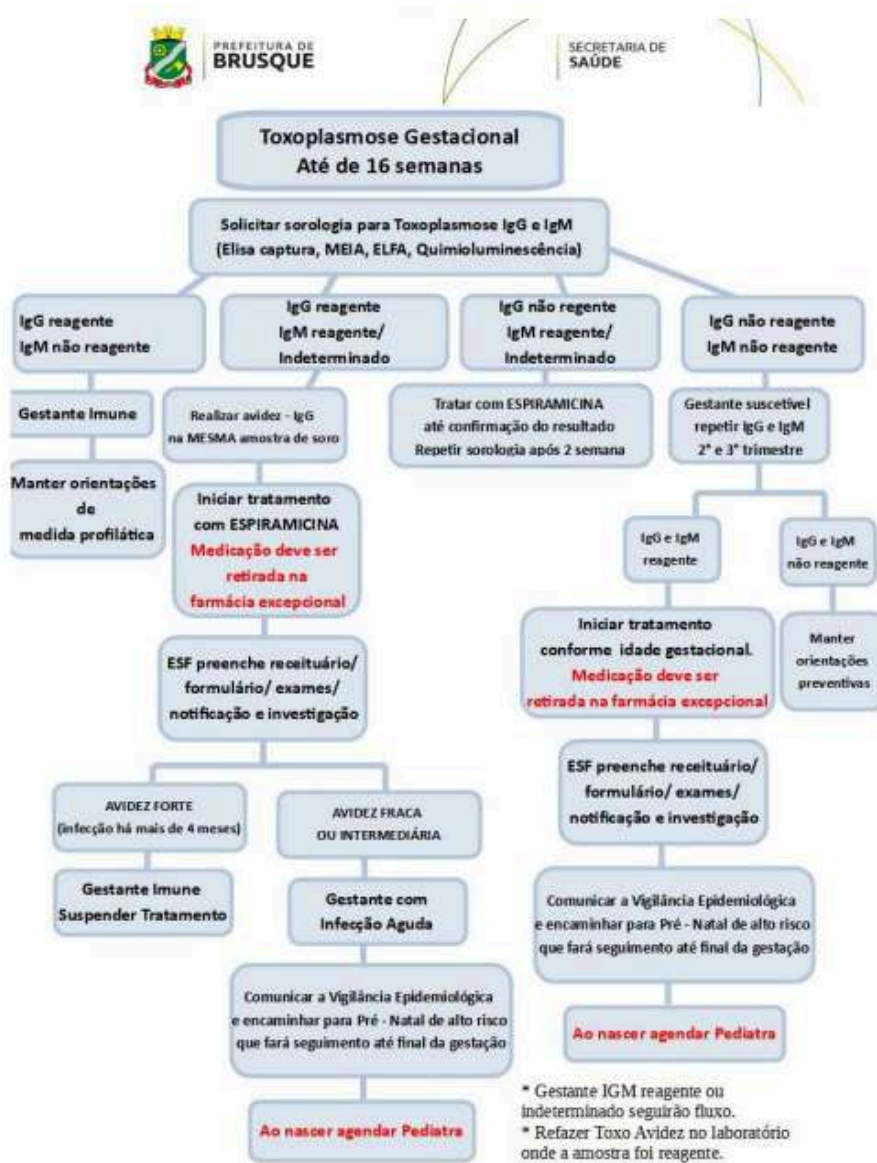 PREFEITURA DE
BRUSQUE
SECRETARIA DE
SAÚDE
Toxoplasmose Gestacional
Até de 16 semanas
Solicitar sorologia para Toxoplasmose IgG e IgM
(Elisa captura, MEIA, ELFA, Quimioluminescência)
IgG reagente
IgM não reagente
IgG reagente
IgM reagente/
Indeterminado
IgG não regente
IgM reagente/
Indeterminado
IgG não reagente
IgM não reagente
Gestante Imune
Realizar avidez - IgG
na MESMA amostra de soro
Tratar com ESPIRAMICINA
até confirmação do resultado
Repetir sorologia após 2 semana
Gestante suscetível
repetir IgG e IgM
2° e 3° trimestre
Manter orientações
de
medida profilática
Iniciar tratamento
com ESPIRAMICINA
Medicação deve ser
retirada na
farmácia excepcional
IgG e IgM
reagente
IgG e IgM
não reagente
Iniciar tratamento
conforme idade gestacional.
Medicação deve ser
retirada na farmácia excepcional
Manter
orientações
preventivas
ESF preenche receituário/
formulário/ exames/
notificação e investigação
ESF preenche receituário/
formulário/ exames/
notificação e investigação
AVIDEZ FORTE
(infecção há mais de 4 meses)
AVIDEZ FRACA
OU INTERMEDIÁRIA
Gestante Imune
Suspender Tratamento
Gestante com
Infecção Aguda
Comunicar a Vigilância Epidemiológica
e encaminhar para Pré - Natal de alto risco
que fará seguimento até final da gestação
Comunicar a Vigilância Epidemiológica
e encaminhar para Pré - Natal de alto risco
que fará seguimento até final da gestação
Ao nascer agendar Pediatra
Ao nascer agendar Pediatra
* Gestante IGM reagente ou
indeterminado seguirão fluxo.
* Refazer Toxo Avidez no laboratório
onde a amostra foi reagente.